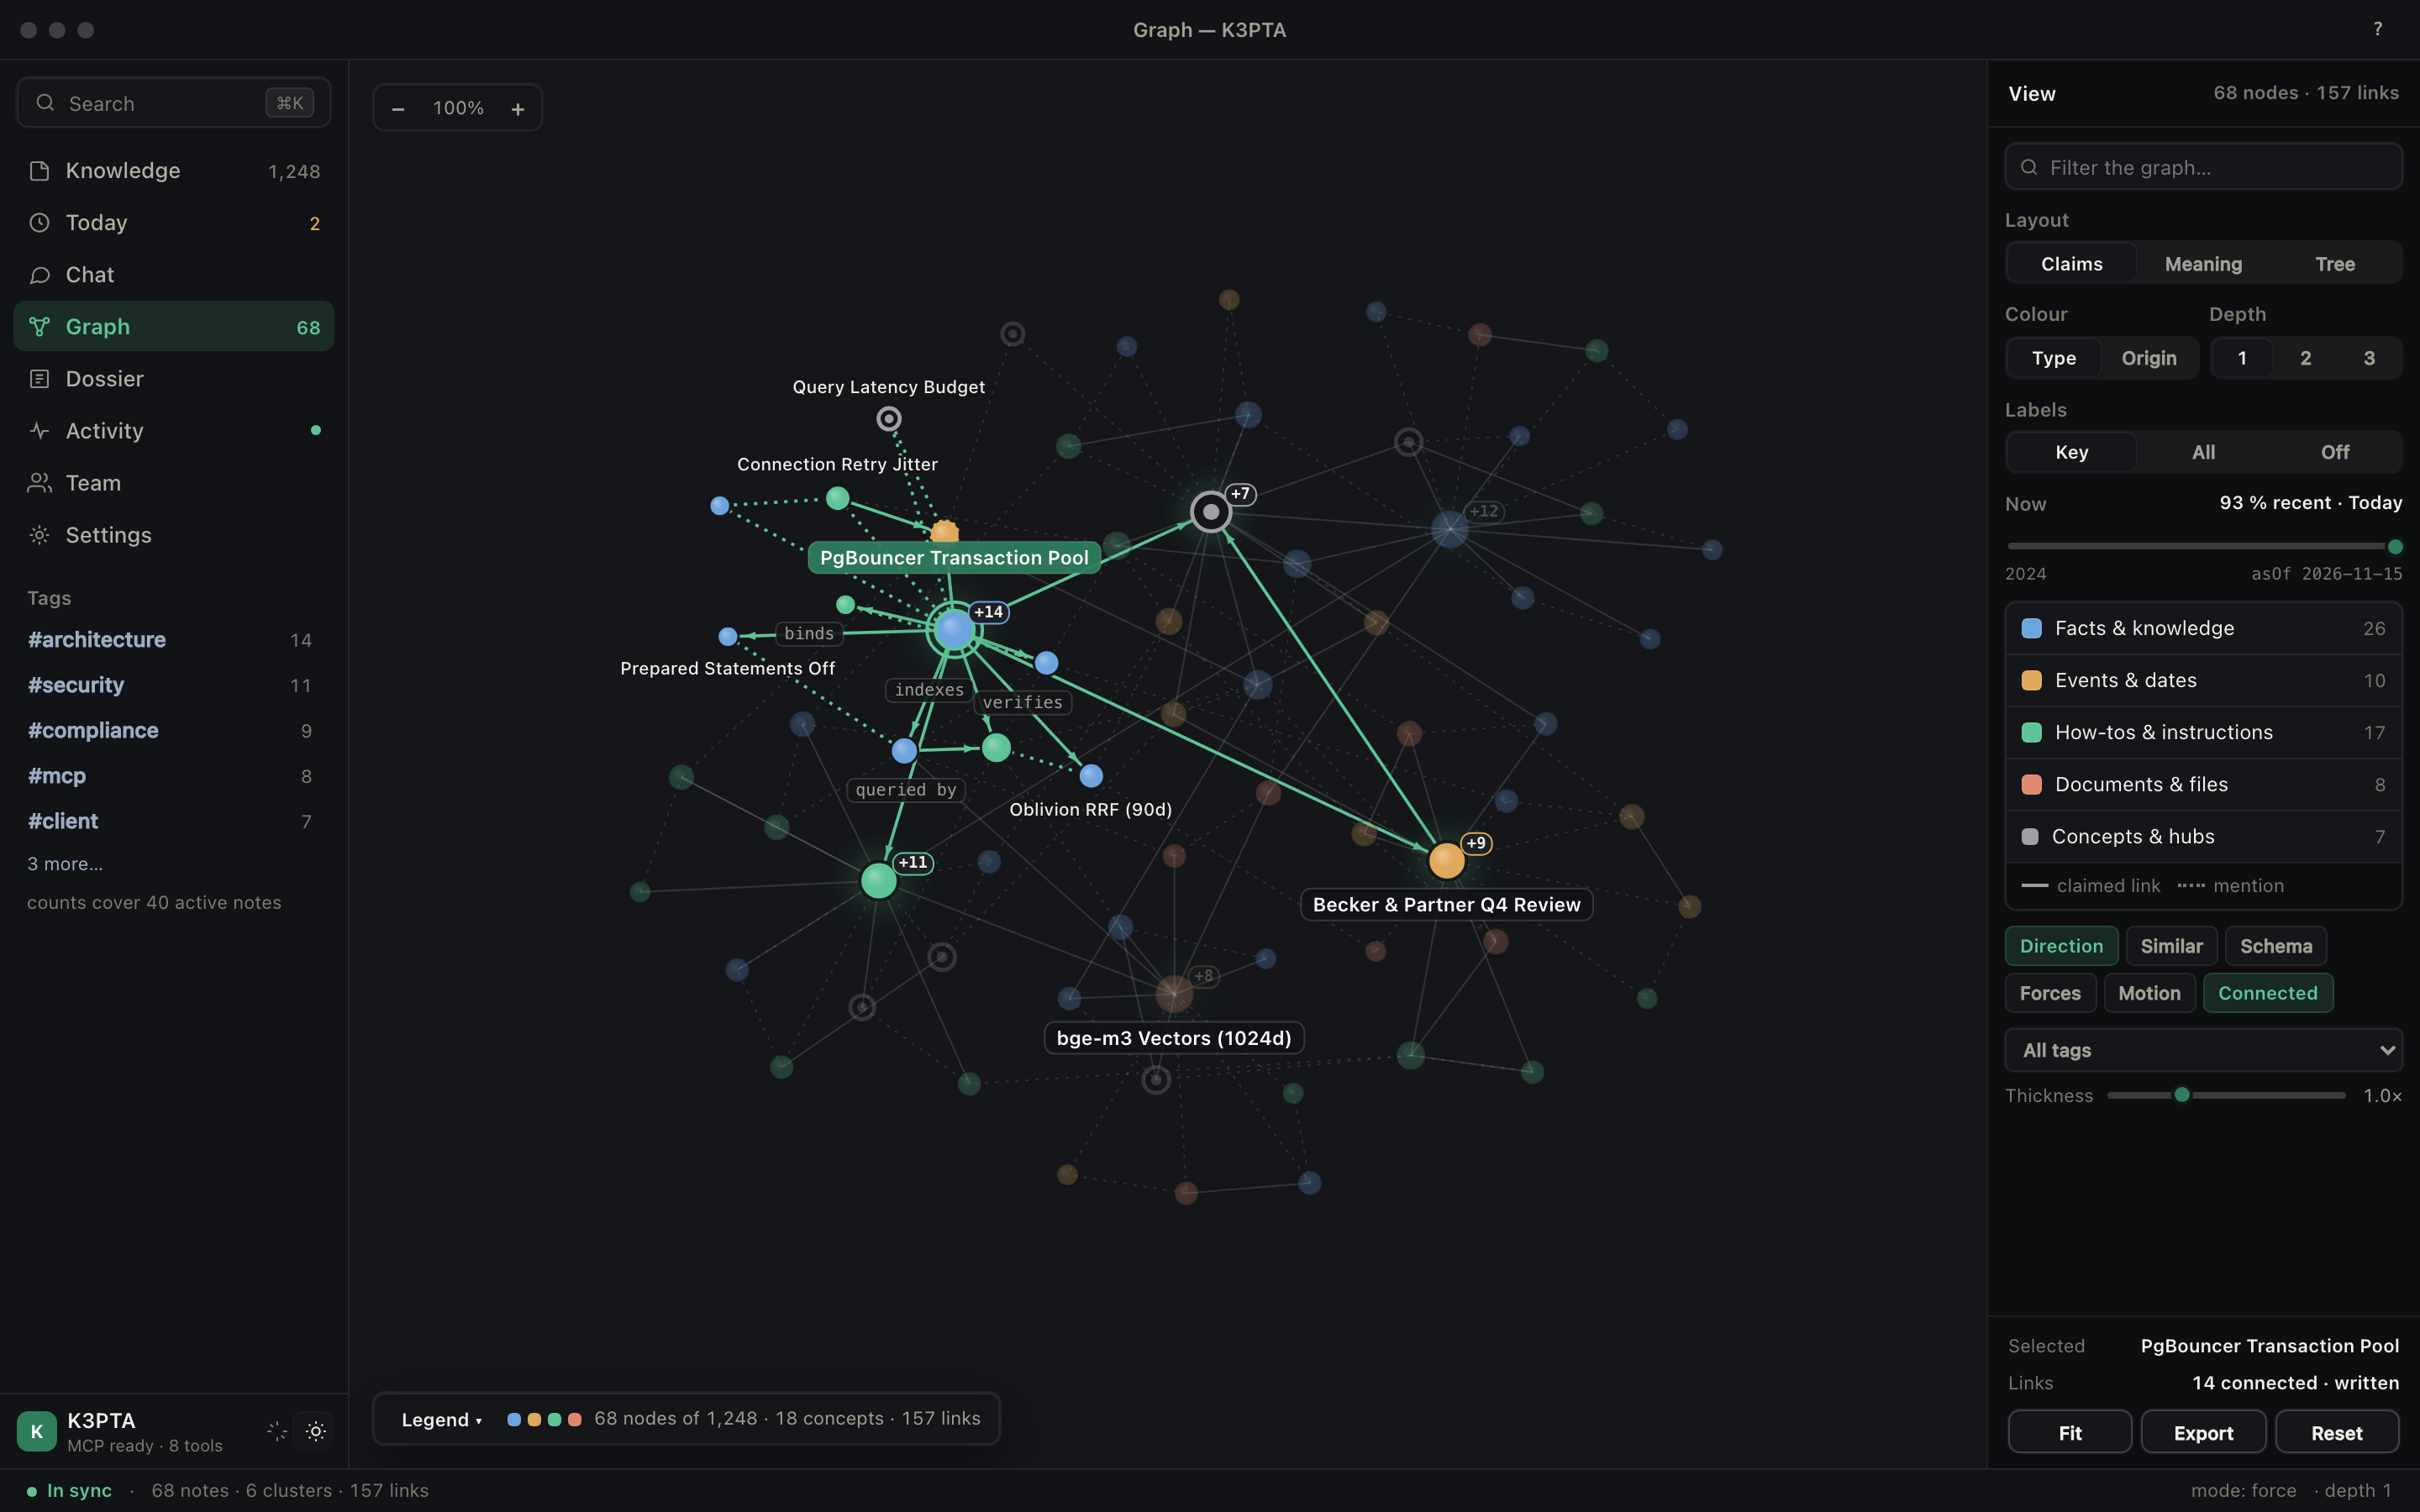 Graph — K3PTA
?
Search ⌘K
Knowledge 1,248
Today 2
Chat
Graph 68
Dossier
Activity
Team
Settings
Tags
#architecture 14
#security 11
#compliance 9
#mcp 8
#client 7
3 more...
counts cover 40 active notes
K
K3PTA
MCP ready · 8 tools
In sync · 68 notes · 6 clusters · 157 links
− 100% +
Query Latency Budget
Connection Retry Jitter
+7
+12
PgBouncer Transaction Pool
+14
binds
Prepared Statements Off
indexes
verifies
queried by
Oblivion RRF (90d)
+11
+9
Becker & Partner Q4 Review
+8
bge-m3 Vectors (1024d)
Legend ▾ 68 nodes of 1,248 · 18 concepts · 157 links
View 68 nodes · 157 links
Filter the graph...
Layout
Claims Meaning Tree
Colour Depth
Type Origin 1 2 3
Labels
Key All Off
Now 93 % recent · Today
2024 asOf 2026-11-15
Facts & knowledge 26
Events & dates 10
How-tos & instructions 17
Documents & files 8
Concepts & hubs 7
claimed link mention
Direction Similar Schema
Forces Motion Connected
All tags
Thickness 1.0×
Selected PgBouncer Transaction Pool
Links 14 connected · written
Fit Export Reset
mode: force · depth 1